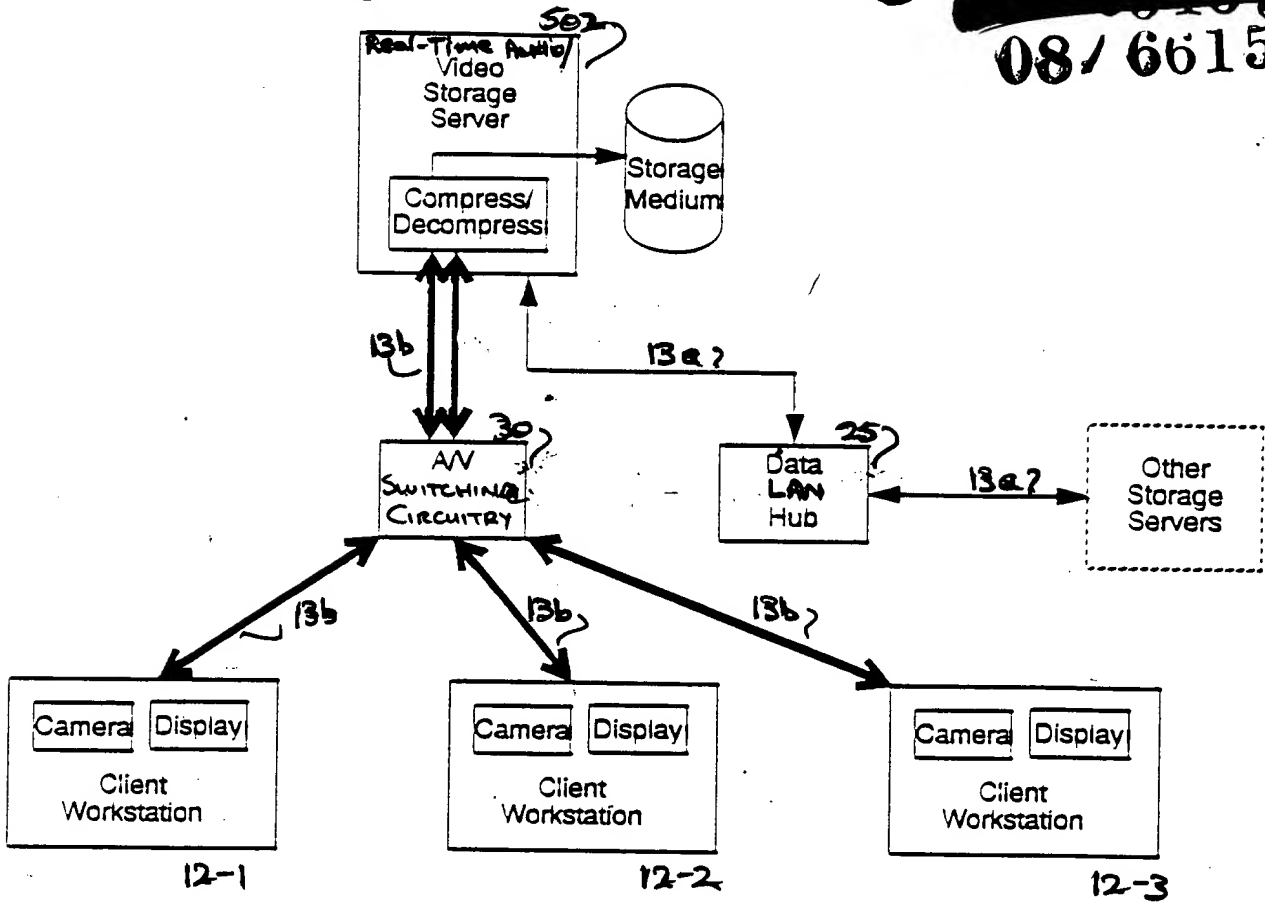 08/6615
502
Real-Time Audio/
Video
Storage
Server
Compress/
Decompress
Storage
Medium
13b
13a?
30
A/V
SWITCHING
CIRCUITRY
25
Data
LAN
Hub
13a?
Other
Storage
Servers
13b
13b
13b
Camera
Display
Client
Workstation
12-1
Camera
Display
Client
Workstation
12-2
Camera
Display
Client
Workstation
12-3